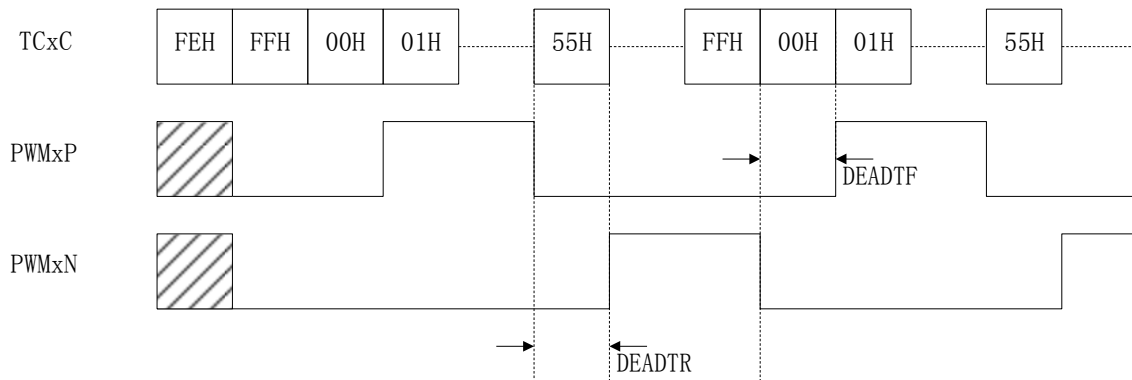 TCxC FEH FFH 00H 01H 55H FFH 00H 01H 55H
PWMxP
DEADTF
PWMxN
DEADTR